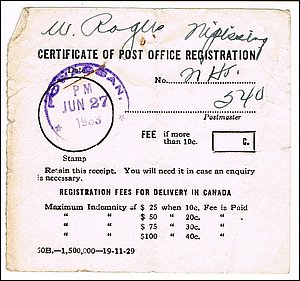 W. Rogers Nipissing
CERTIFICATE OF POST OFFICE REGISTRATION
Date
No.
540
Postmaster
PM
JUN 27
FEE if more than 10c. C.
Stamp
Retain this receipt. You will need it in case an enquiry
is necessary.
REGISTRATION FEES FOR DELIVERY IN CANADA
Maximum Indemnity of $ 25 when 10c. Fee is Paid
" " $ 50 " 20c. " "
" " $ 75 " 30c. " "
" " $100 " 40c. " "
50B.—1,500,000—19-11-29